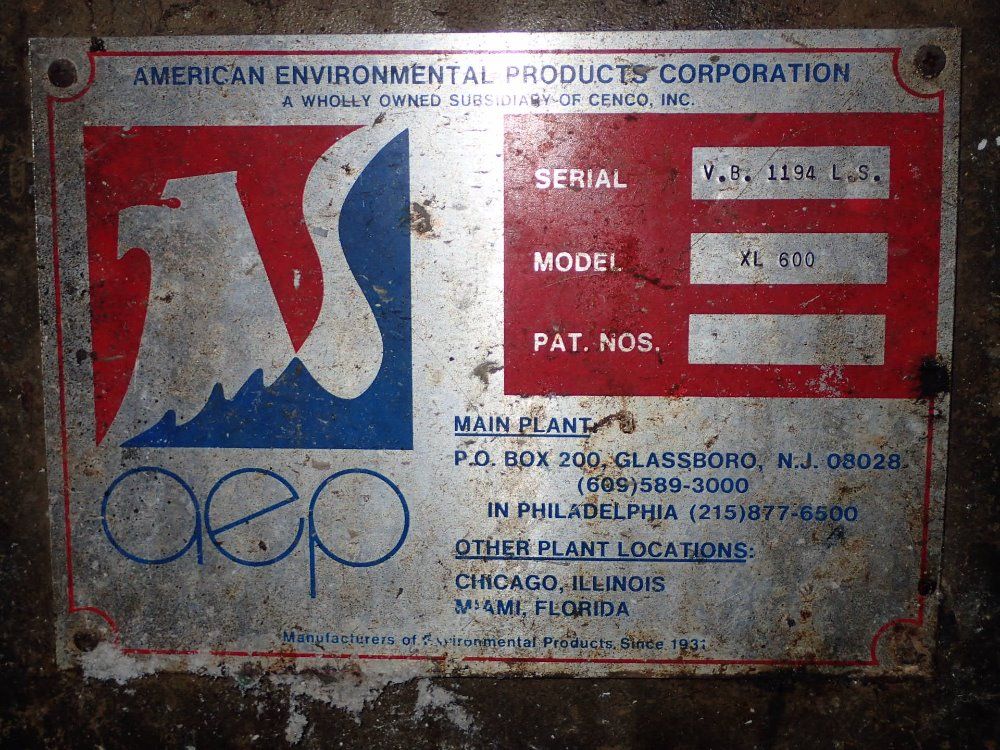 AMERICAN ENVIRONMENTAL PRODUCTS CORPORATION
A WHOLLY OWNED SUBSIDIARY OF CENCO, INC.
SERIAL V.B. 1194 L.S.
MODEL XL 600
PAT. NOS.
aep
MAIN PLANT:
P.O. BOX 200, GLASSBORO, N.J. 08028
(609)589-3000
IN PHILADELPHIA (215)877-6500
OTHER PLANT LOCATIONS:
CHICAGO, ILLINOIS
MIAMI, FLORIDA
Manufacturers of Environmental Products Since